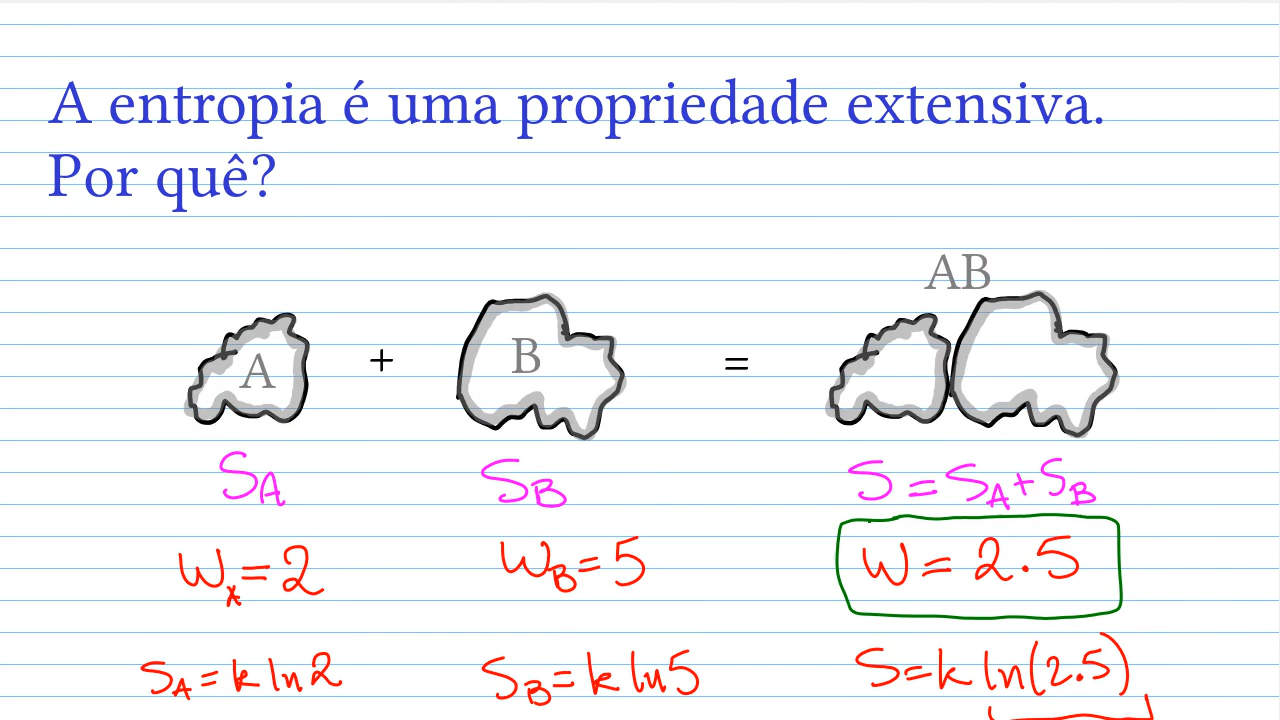 A entropia é uma propriedade extensiva.
Por quê?
AB
A + B =
S_A S_B S = S_A + S_B
W_A = 2 W_B = 5 W = 2.5
S_A = k ln 2 S_B = k ln 5 S = k ln(2.5)